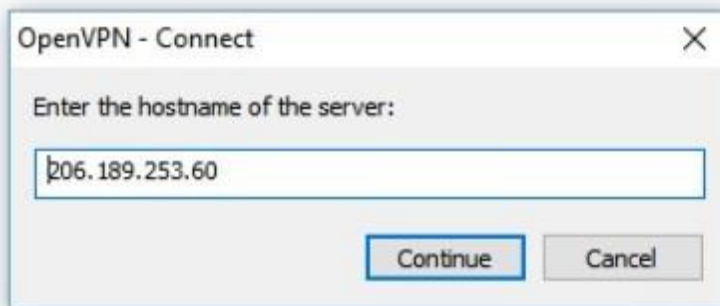 OpenVPN - Connect
Enter the hostname of the server:
206.189.253.60
Continue Cancel